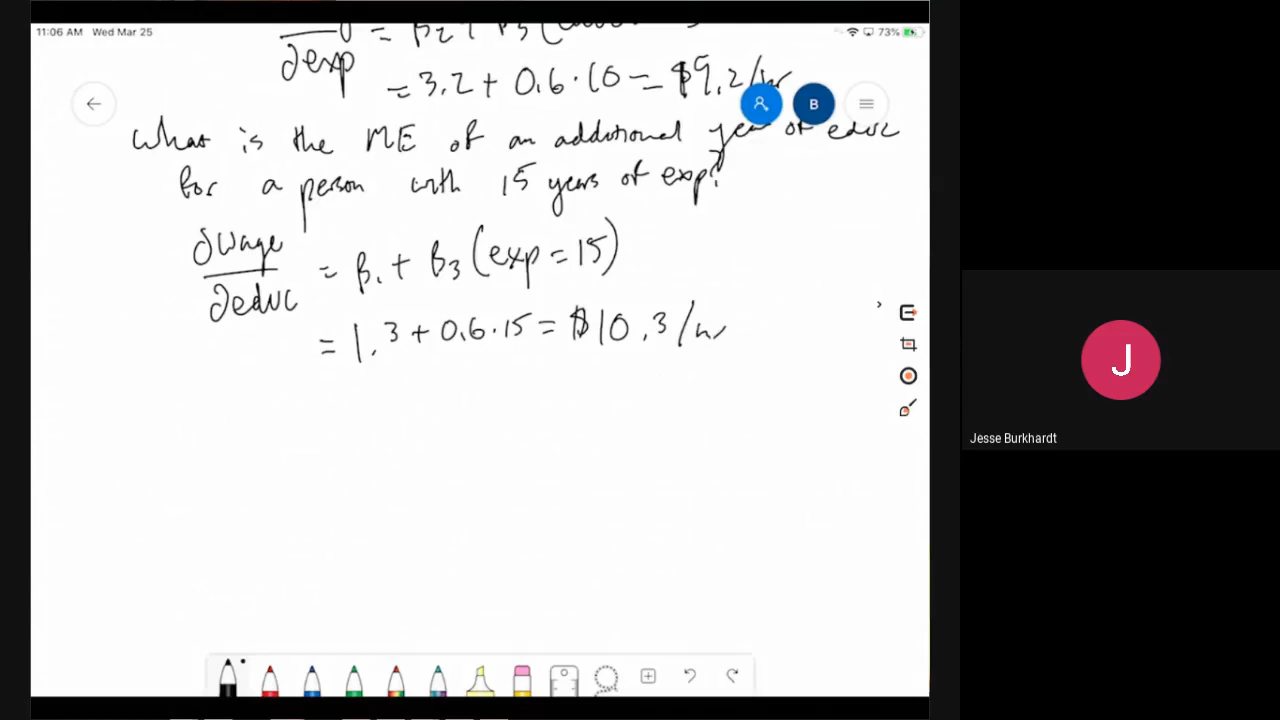 11:06 AM Wed Mar 25
73%
∂exp
= 3.2 + 0.6·10 = $9.2/hr
B
What is the ME of an additional year of educ
for a person with 15 years of exp?
∂wage/∂educ = β₁ + β₃(exp = 15)
= 1.3 + 0.6·15 = $10.3/hr
J
Jesse Burkhardt